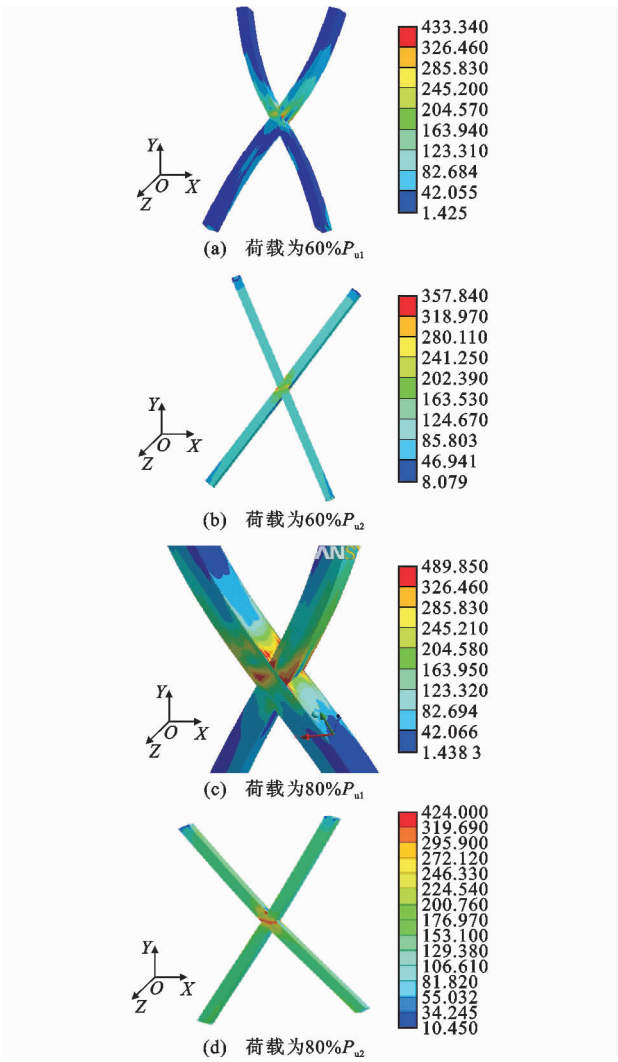 433.340
326.460
285.830
245.200
204.570
163.940
123.310
82.684
42.055
1.425
Y
O
X
Z
(a) 荷载为60%Pu1
357.840
318.970
280.110
241.250
202.390
163.530
124.670
85.803
46.941
8.079
Y
O
X
Z
(b) 荷载为60%Pu2
ANS
489.850
326.460
285.830
245.210
204.580
163.950
123.320
82.694
42.066
1.438 3
Y
O
X
Z
(c) 荷载为80%Pu1
424.000
319.690
295.900
272.120
246.330
224.540
200.760
176.970
153.100
129.380
106.610
81.820
55.032
34.245
10.450
Y
O
X
Z
(d) 荷载为80%Pu2